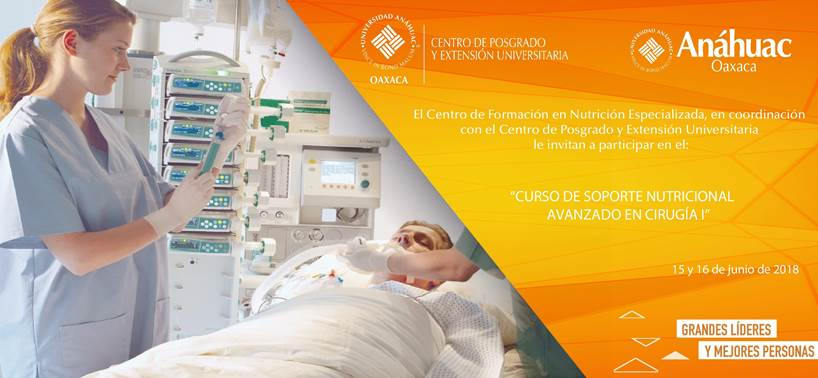 UNIVERSIDAD ANÁHUAC
OAXACA
CENTRO DE POSGRADO
Y EXTENSIÓN UNIVERSITARIA
UNIVERSIDAD ANÁHUAC
Anáhuac
Oaxaca
El Centro de Formación en Nutrición Especializada, en coordinación
con el Centro de Posgrado y Extensión Universitaria
le invitan a participar en el:
“CURSO DE SOPORTE NUTRICIONAL
AVANZADO EN CIRUGÍA I”
15 y 16 de junio de 2018
GRANDES LÍDERES
Y MEJORES PERSONAS